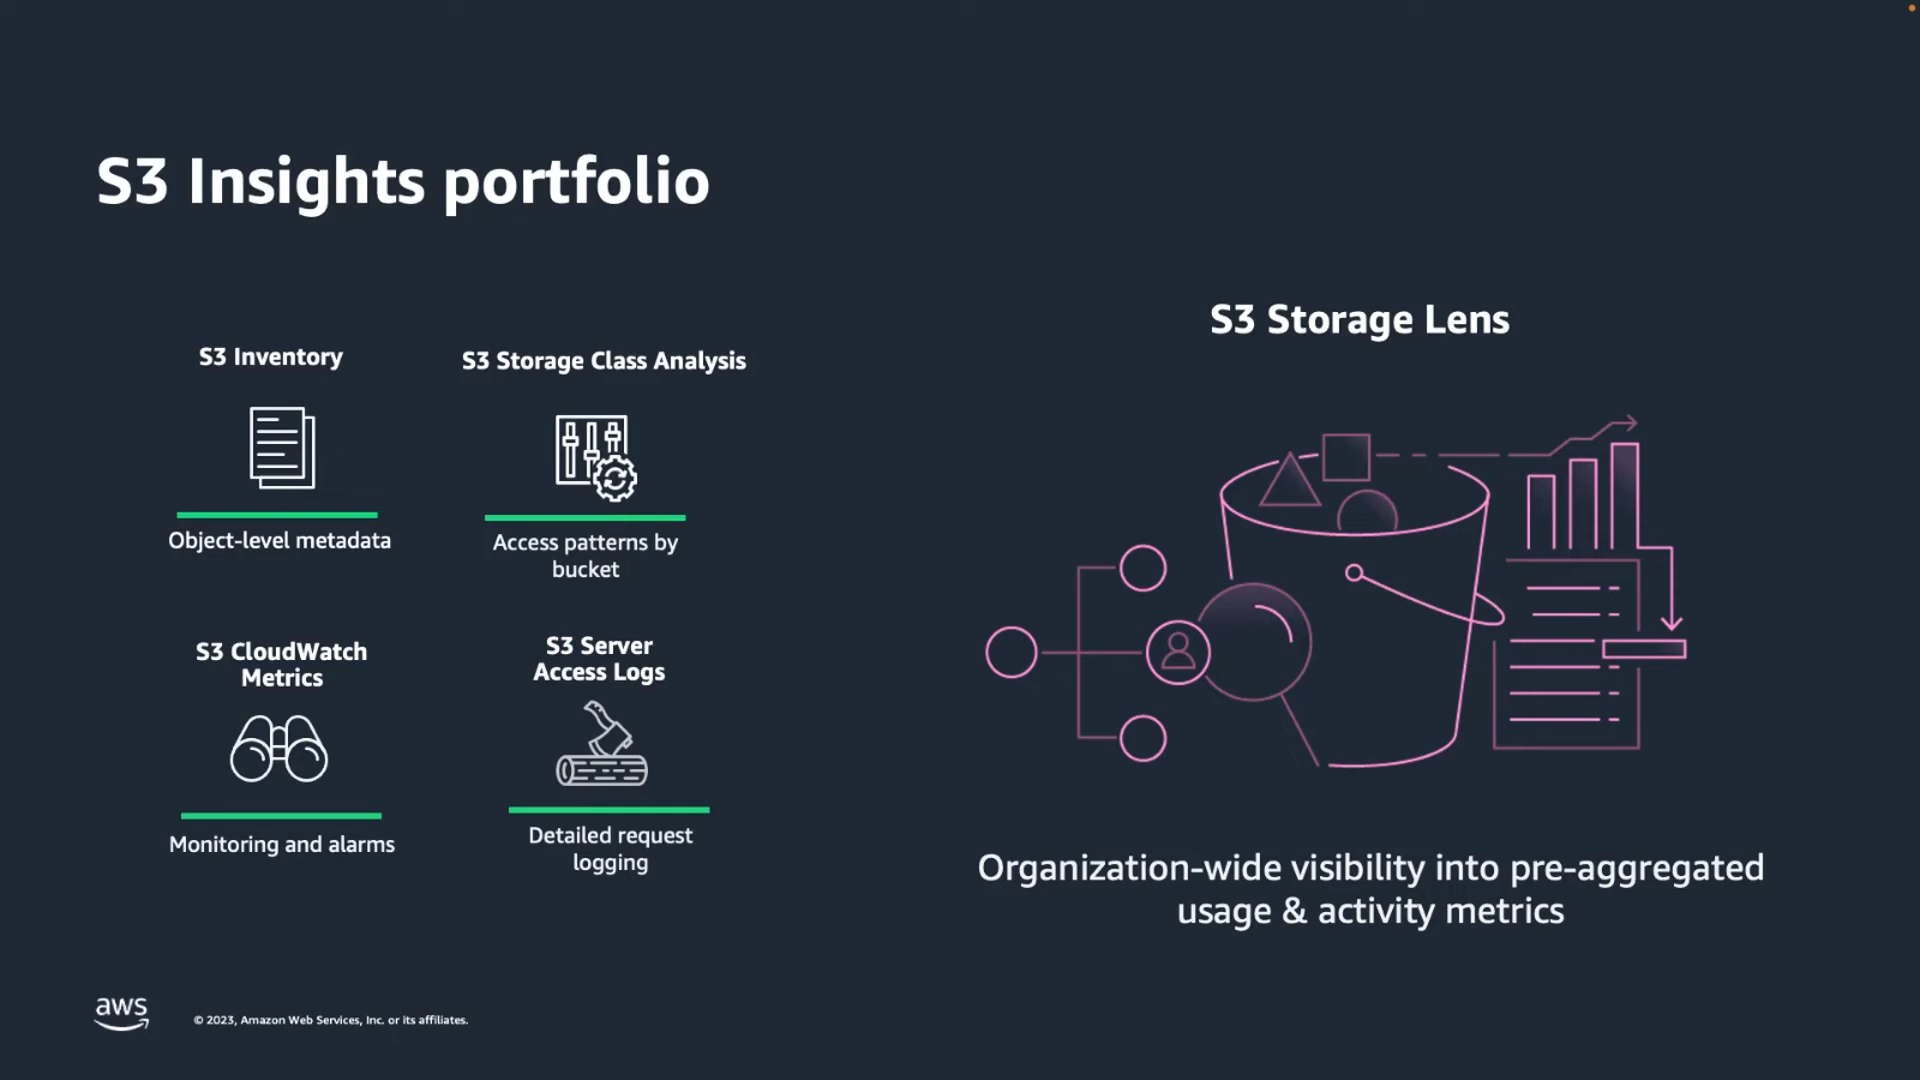 S3 Insights portfolio
S3 Inventory
Object-level metadata
S3 Storage Class Analysis
Access patterns by
bucket
S3 CloudWatch
Metrics
Monitoring and alarms
S3 Server
Access Logs
Detailed request
logging
S3 Storage Lens
Organization-wide visibility into pre-aggregated
usage & activity metrics
aws
© 2023, Amazon Web Services, Inc. or its affiliates.